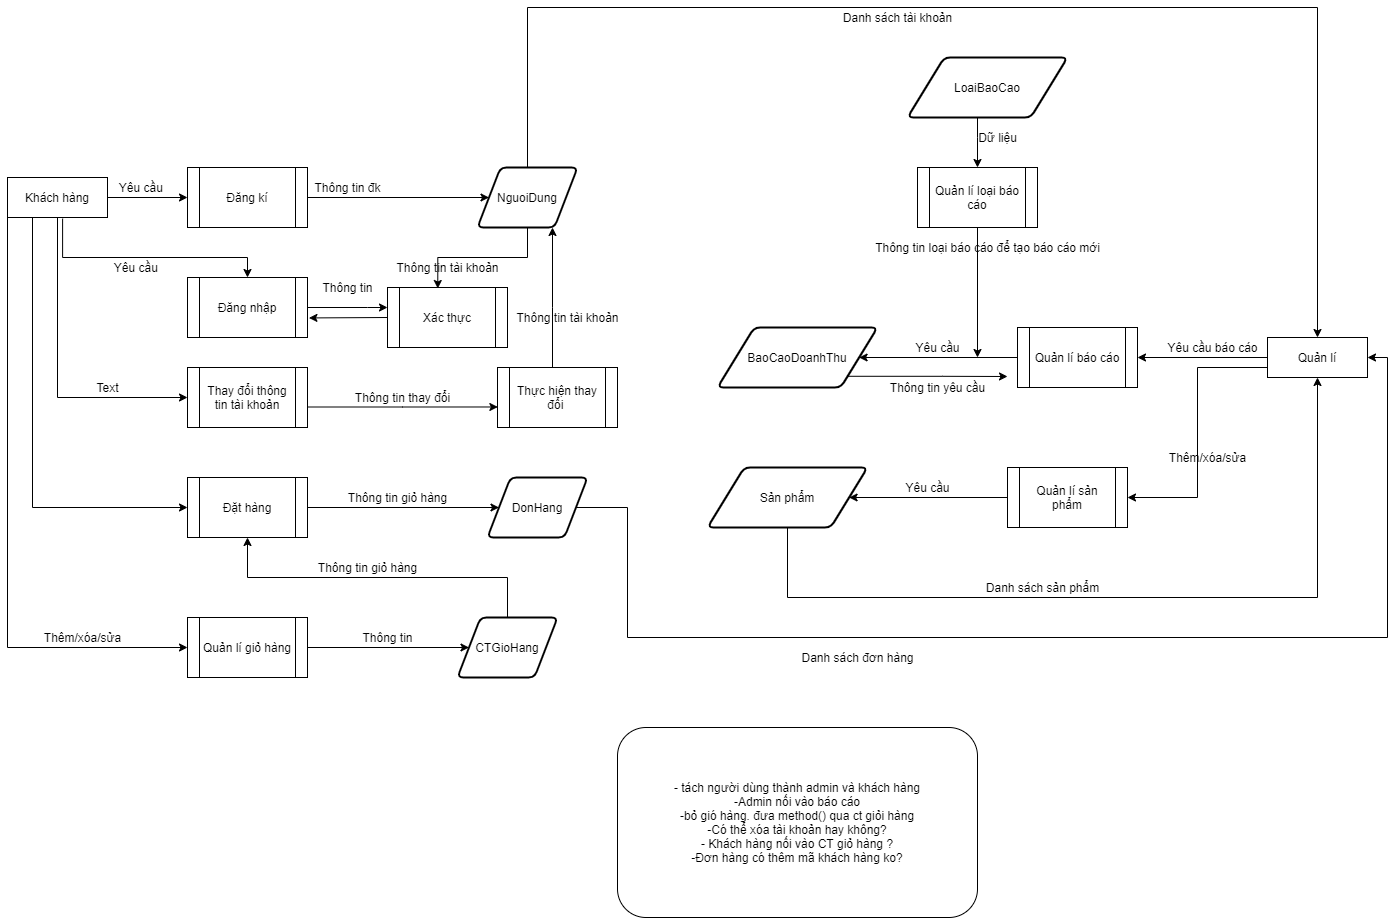 Danh sách tài khoản
LoaiBaoCao
Dữ liệu
Khách hàng
Yêu cầu
Đăng kí
Thông tin đk
NguoiDung
Quản lí loại báo
cáo
Thông tin loại báo cáo để tạo báo cáo mới
Yêu cầu
Thông tin tài khoản
Đăng nhập
Thông tin
Xác thực
Thông tin tài khoản
BaoCaoDoanhThu
Yêu cầu
Quản lí báo cáo
Yêu cầu báo cáo
Quản lí
Thông tin yêu cầu
Text
Thay đổi thông
tin tài khoản
Thông tin thay đổi
Thực hiện thay
đổi
Thêm/xóa/sửa
Đặt hàng
Thông tin giỏ hàng
DonHang
Sản phẩm
Yêu cầu
Quản lí sản
phẩm
Thông tin giỏ hàng
Danh sách sản phẩm
Thêm/xóa/sửa
Quản lí giỏ hàng
Thông tin
CTGioHang
Danh sách đơn hàng
- tách người dùng thành admin và khách hàng
-Admin nối vào báo cáo
-bỏ gió hàng. đưa method() qua ct giỏi hàng
-Có thể xóa tài khoản hay không?
- Khách hàng nối vào CT giỏ hàng ?
-Đơn hàng có thêm mã khách hàng ko?